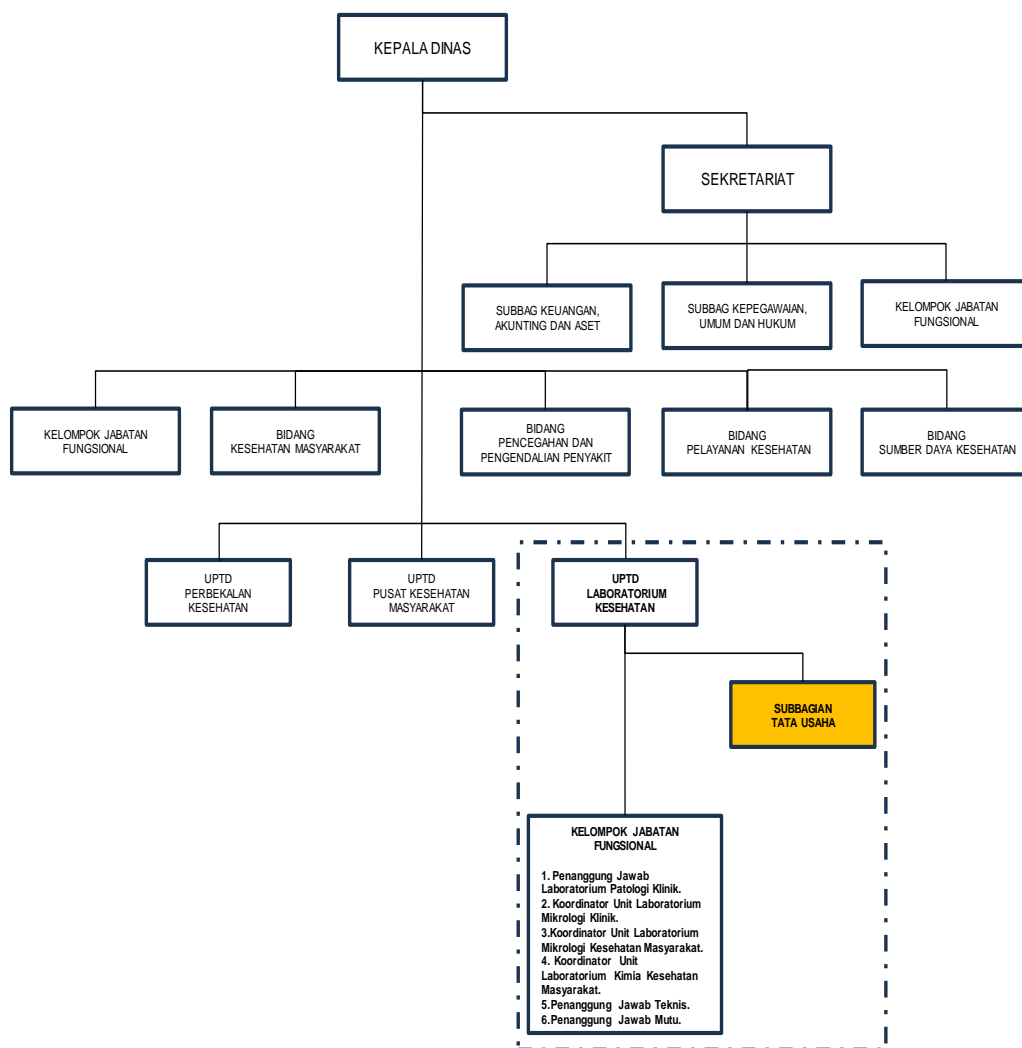 KEPALA DINAS
SEKRETARIAT
SUBBAG KEUANGAN,
AKUNTING DAN ASET
SUBBAG KEPEGAWAIAN,
UMUM DAN HUKUM
KELOMPOK JABATAN
FUNGSIONAL
KELOMPOK JABATAN
FUNGSIONAL
BIDANG
KESEHATAN MASYARAKAT
BIDANG
PENCEGAHAN DAN
PENGENDALIAN PENYAKIT
BIDANG
PELAYANAN KESEHATAN
BIDANG
SUMBER DAYA KESEHATAN
UPTD
PERBEKALAN
KESEHATAN
UPTD
PUSAT KESEHATAN
MASYARAKAT
UPTD
LABORATORIUM
KESEHATAN
SUBBAGIAN
TATA USAHA
KELOMPOK JABATAN
FUNGSIONAL
1. Penanggung Jawab
Laboratorium Patologi Klinik.
2. Koordinator Unit Laboratorium
Mikrologi Klinik.
3.Koordinator Unit Laboratorium
Mikrologi Kesehatan Masyarakat.
4. Koordinator Unit
Laboratorium Kimia Kesehatan
Masyarakat.
5.Penanggung Jawab Teknis.
6.Penanggung Jawab Mutu.